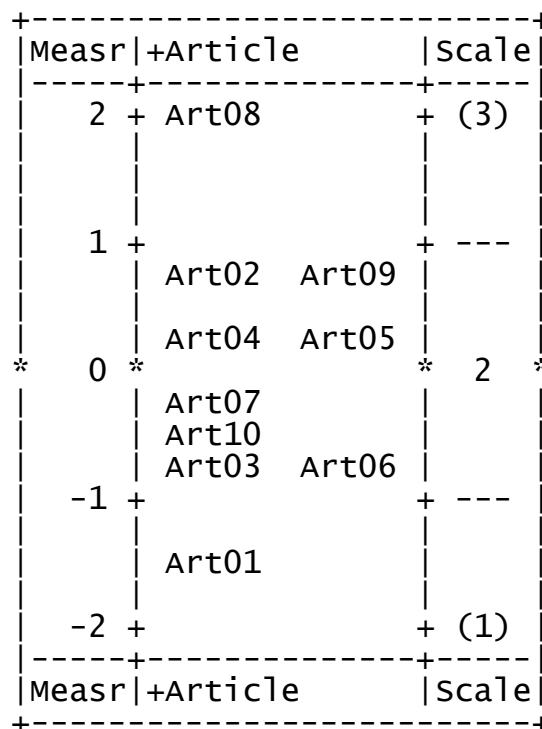 +-------------------------------+
|Measr|+Article       |Scale|
|-----+----------------+-----|
|   2 + Art08          + (3) |
|     |                |     |
|     |                |     |
|     |                |     |
|   1 +                + --- |
|     | Art02  Art09   |     |
|     |                |     |
|     | Art04  Art05   |     |
*   0 *                *  2  *
|     | Art07          |     |
|     | Art10          |     |
|     | Art03  Art06   |     |
|  -1 +                + --- |
|     |                |     |
|     | Art01          |     |
|     |                |     |
|  -2 +                + (1) |
|-----+----------------+-----|
|Measr|+Article       |Scale|
+-------------------------------+